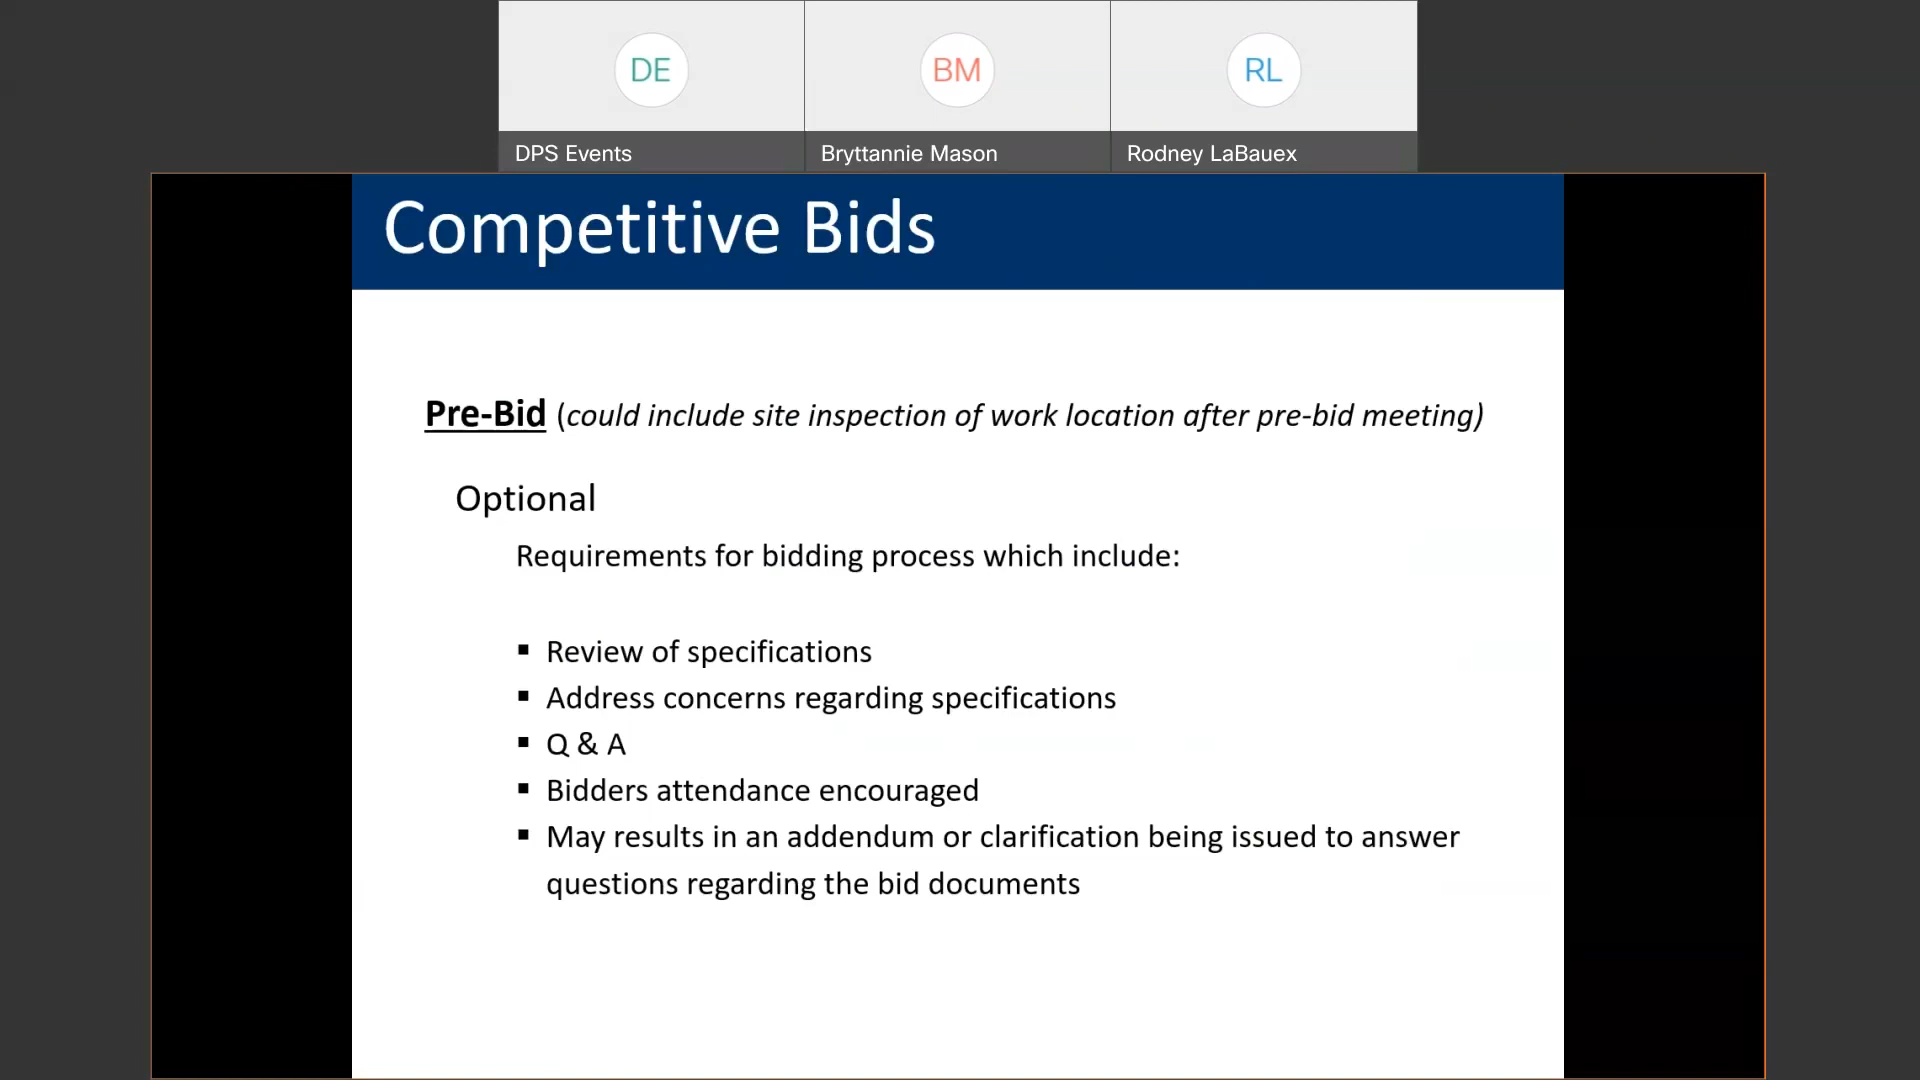 DE
BM
RL
DPS Events
Bryttannie Mason
Rodney LaBauex
Competitive Bids
Pre-Bid (could include site inspection of work location after pre-bid meeting)
Optional
Requirements for bidding process which include:
▪ Review of specifications
▪ Address concerns regarding specifications
▪ Q & A
▪ Bidders attendance encouraged
▪ May results in an addendum or clarification being issued to answer
questions regarding the bid documents